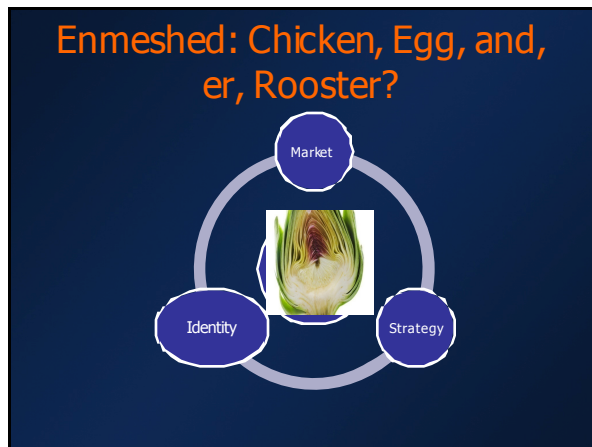 Enmeshed: Chicken, Egg, and,
er, Rooster?
Market
Identity
Strategy